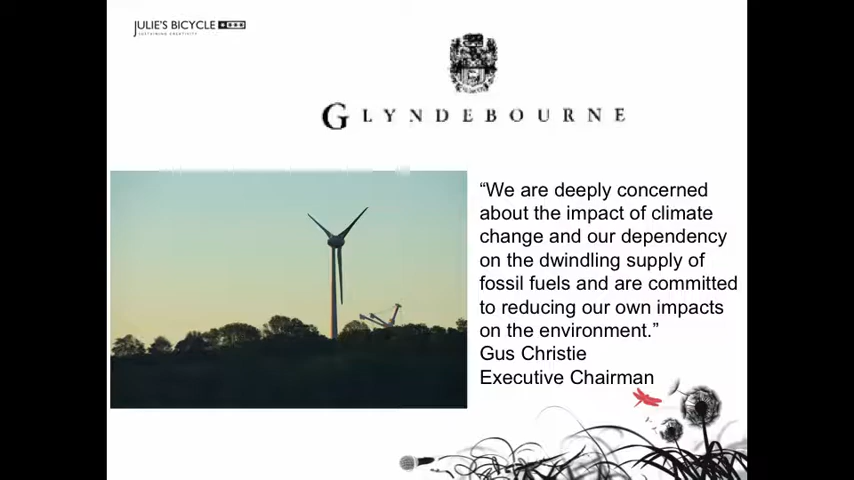 JULIE'S BICYCLE
SUSTAINING CREATIVITY
GLYNDEBOURNE
“We are deeply concerned
about the impact of climate
change and our dependency
on the dwindling supply of
fossil fuels and are committed
to reducing our own impacts
on the environment.”
Gus Christie
Executive Chairman